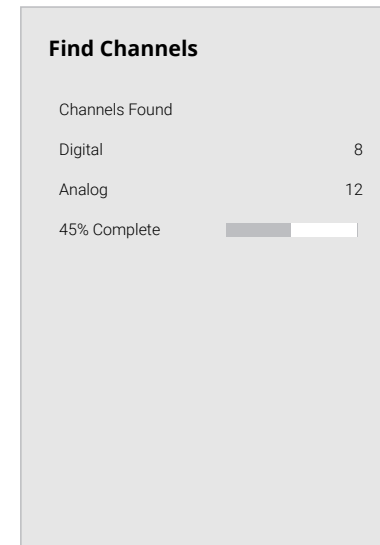 Find Channels
Channels Found
Digital 8
Analog 12
45% Complete